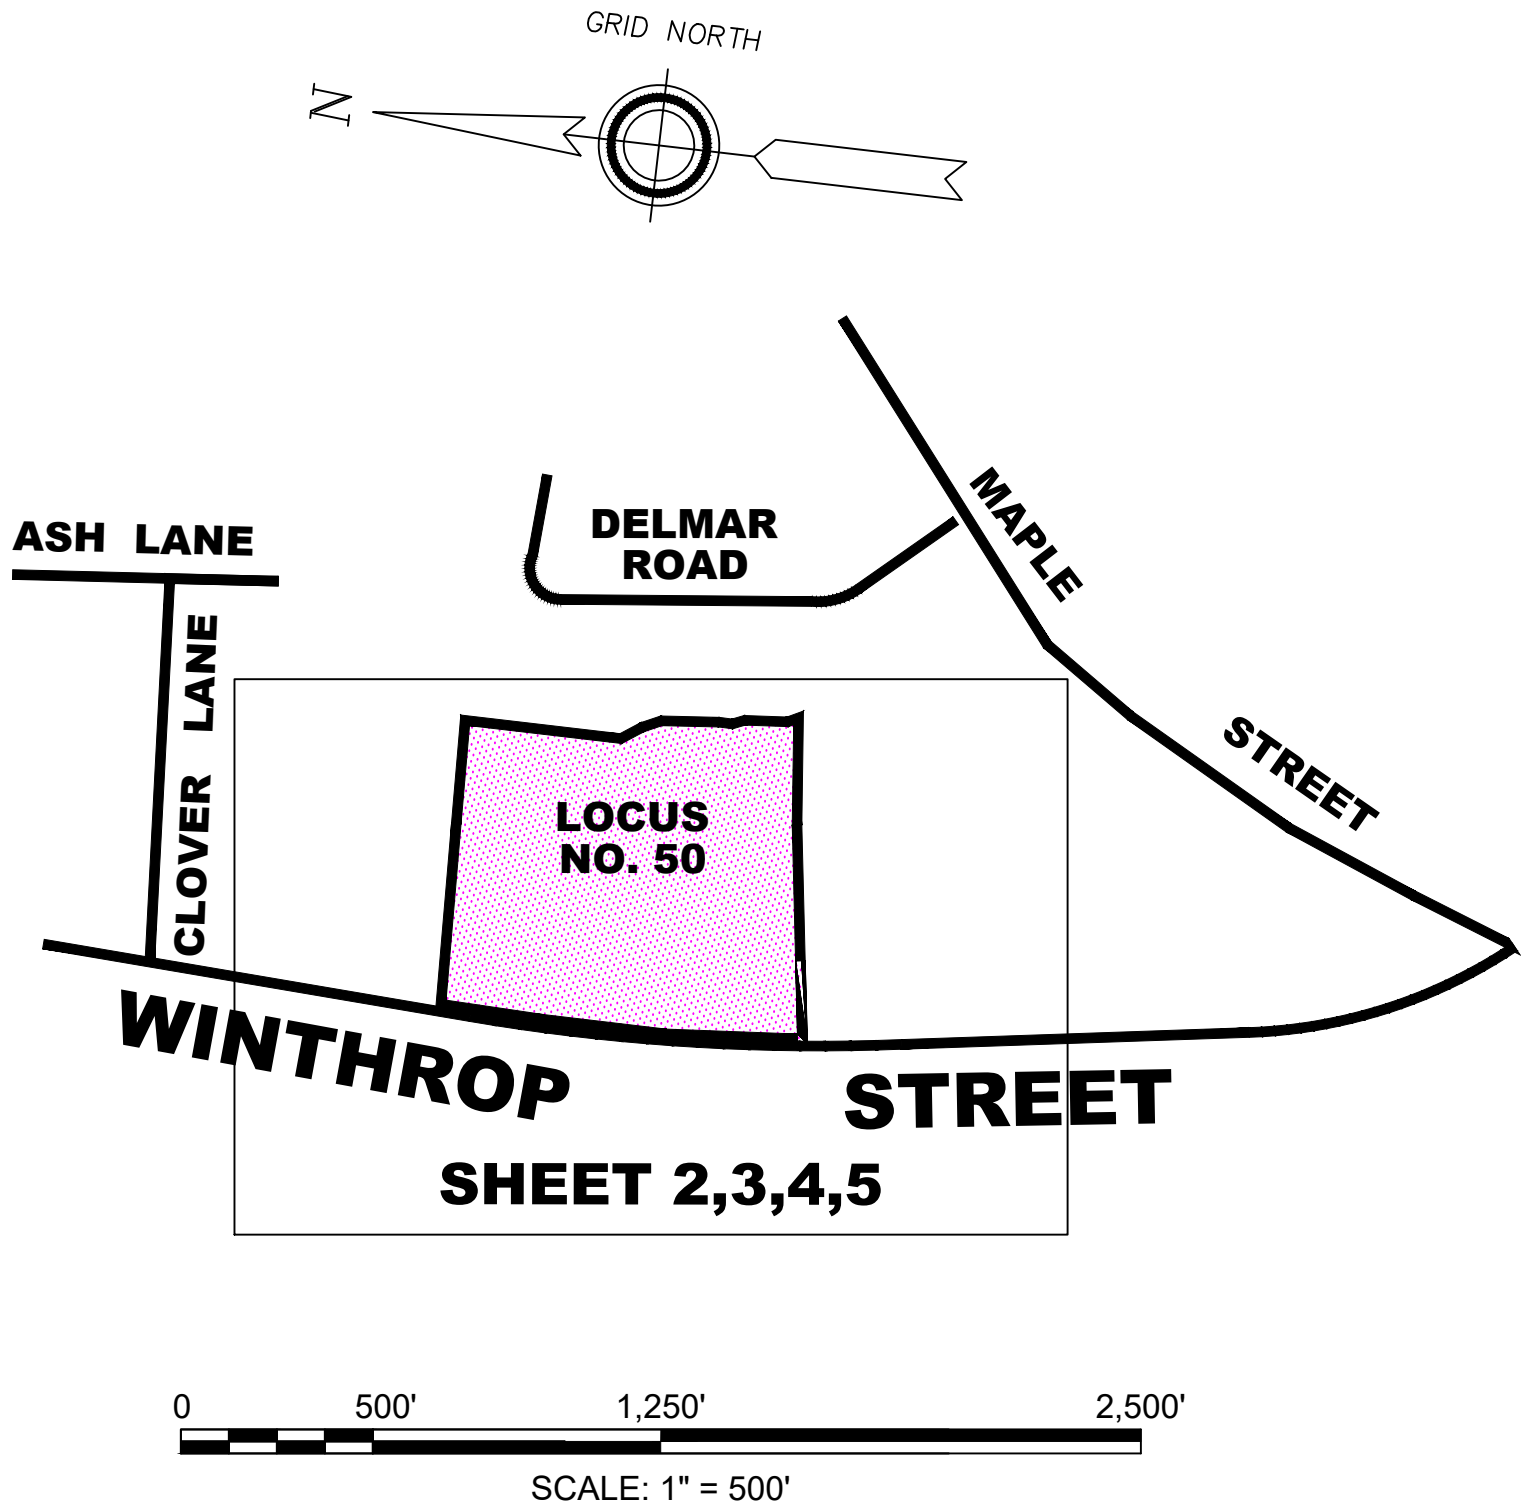 GRID NORTH
N
MAPLE
STREET
DELMAR
ROAD
ASH LANE
CLOVER LANE
LOCUS
NO. 50
WINTHROP
STREET
SHEET 2,3,4,5
0 500' 1,250' 2,500'
SCALE: 1" = 500'